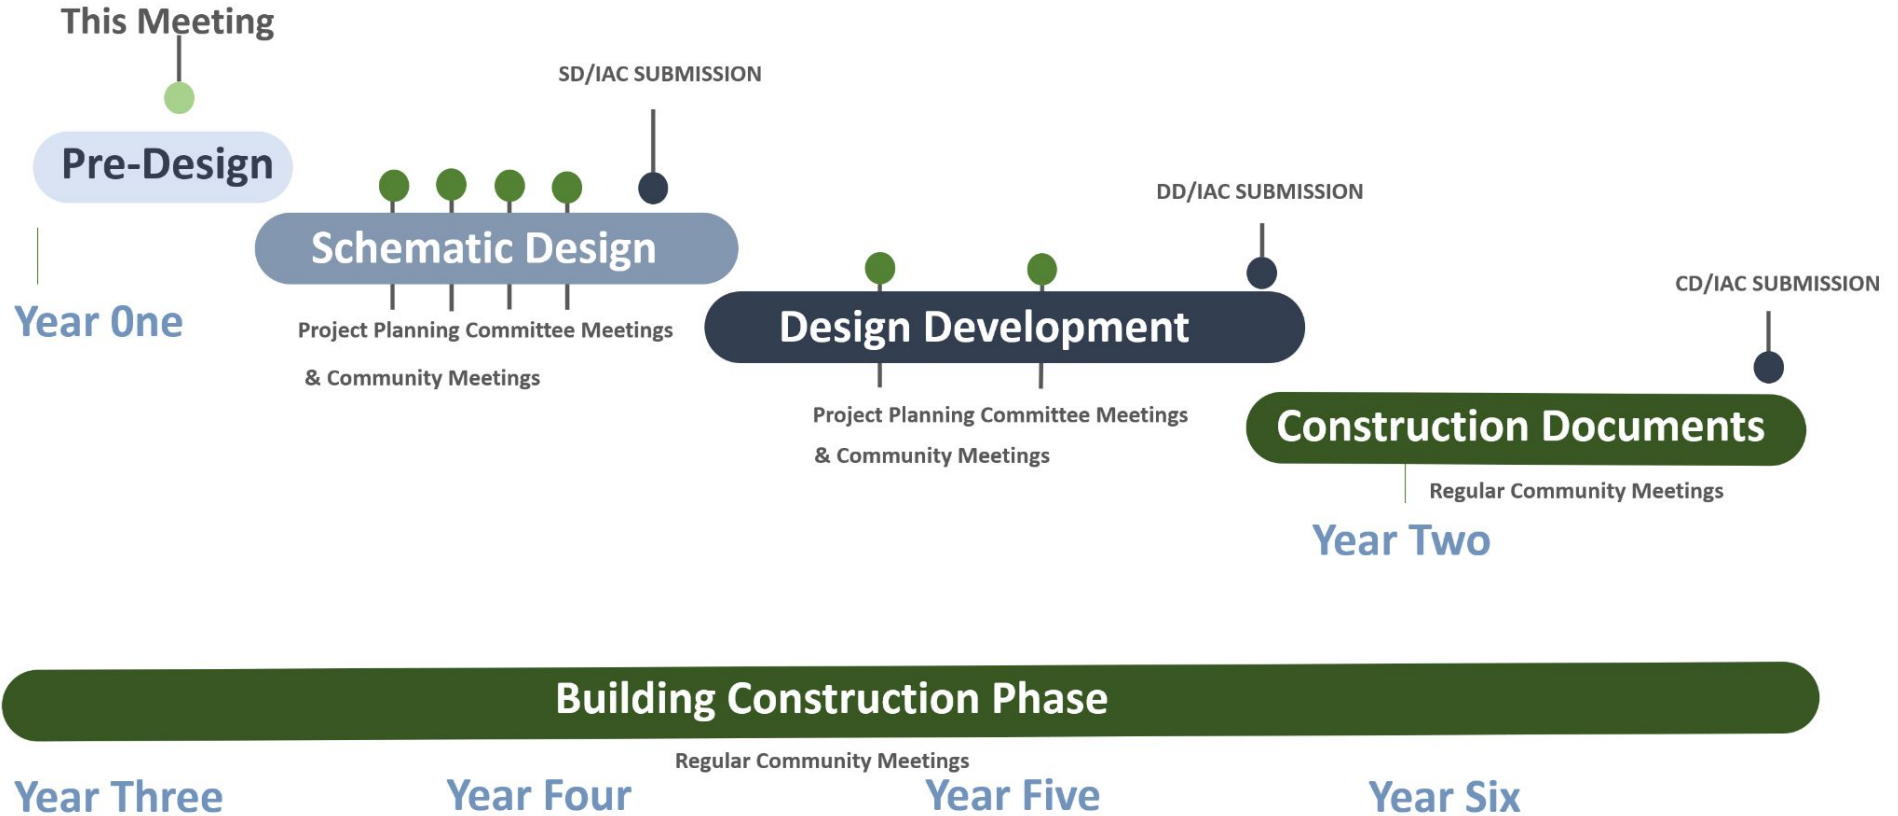 This Meeting
SD/IAC SUBMISSION
Pre-Design
DD/IAC SUBMISSION
Schematic Design
CD/IAC SUBMISSION
Year 0ne
Project Planning Committee Meetings
& Community Meetings
Design Development
Project Planning Committee Meetings
& Community Meetings
Construction Documents
Regular Community Meetings
Year Two
Building Construction Phase
Regular Community Meetings
Year Three
Year Four
Year Five
Year Six